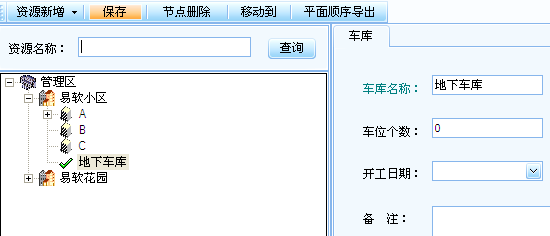 资源新增 保存 节点删除 移动到 平面顺序导出
资源名称： 查询
管理区
易软小区
A
B
C
地下车库
易软花园
车库
车库名称： 地下车库
车位个数： 0
开工日期：
备 注：